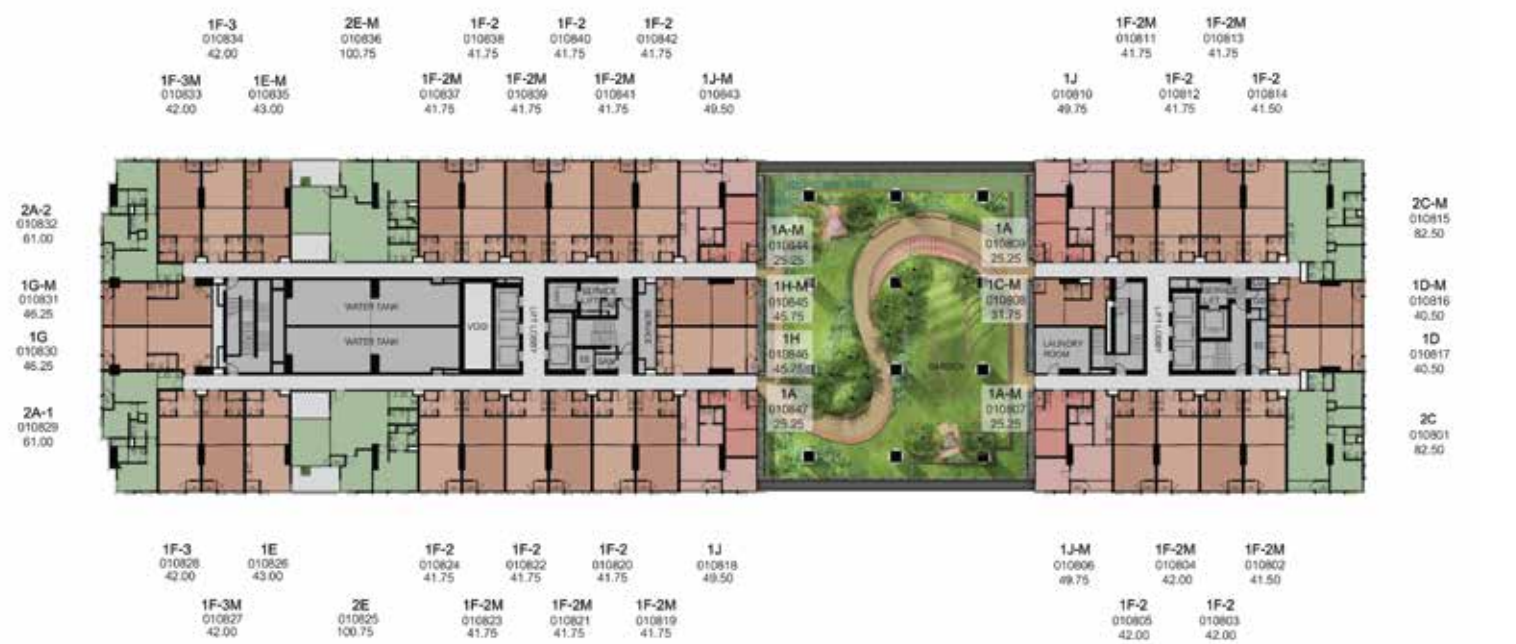 1F-3
010834
42.00
2E-M
010836
100.75
1F-2
010838
41.75
1F-2
010840
41.75
1F-2
010842
41.75
1F-2M
010811
41.75
1F-2M
010813
41.75
1F-3M
010833
42.00
1E-M
010835
43.00
1F-2M
010837
41.75
1F-2M
010839
41.75
1F-2M
010841
41.75
1J-M
010843
49.50
1J
010810
49.75
1F-2
010812
41.75
1F-2
010814
41.50
2A-2
010832
61.00
1G-M
010831
46.25
1G
010830
46.25
2A-1
010829
61.00
WATER TANK
WATER TANK
VOID
LIFT LOBBY
SERVICE
LIFT
SERVICE
1A-M
010844
25.25
1H-M
010845
45.75
1H
010846
45.75
1A
010847
25.25
1A
010809
25.25
1C-M
010808
31.75
GARDEN
1A-M
010807
25.25
LAUNDRY
ROOM
LIFT LOBBY
SERVICE
LIFT
2C-M
010815
82.50
1D-M
010816
40.50
1D
010817
40.50
2C
010801
82.50
1F-3
010828
42.00
1E
010826
43.00
1F-2
010824
41.75
1F-2
010822
41.75
1F-2
010820
41.75
1J
010818
49.50
1J-M
010806
49.75
1F-2M
010804
42.00
1F-2M
010802
41.50
1F-3M
010827
42.00
2E
010825
100.75
1F-2M
010823
41.75
1F-2M
010821
41.75
1F-2M
010819
41.75
1F-2
010805
42.00
1F-2
010803
42.00